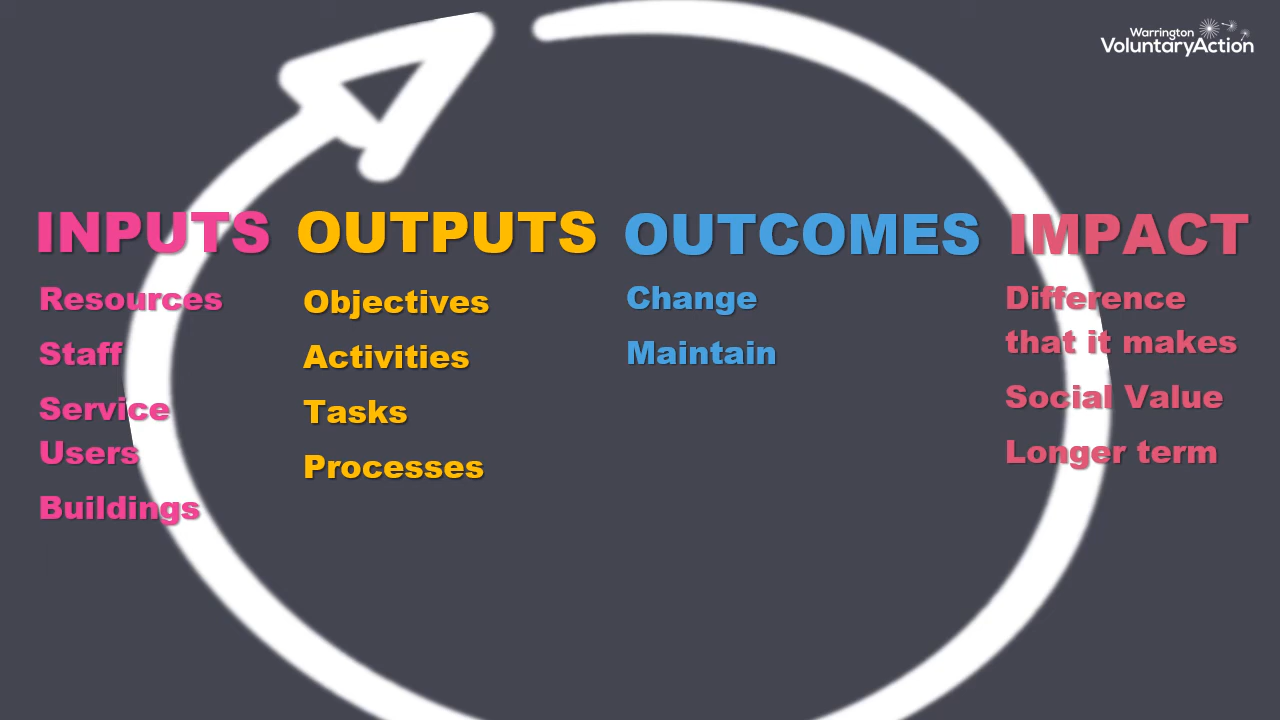 Warrington
VoluntaryAction
INPUTS
Resources
Staff
Service
Users
Buildings
OUTPUTS
Objectives
Activities
Tasks
Processes
OUTCOMES
Change
Maintain
IMPACT
Difference
that it makes
Social Value
Longer term